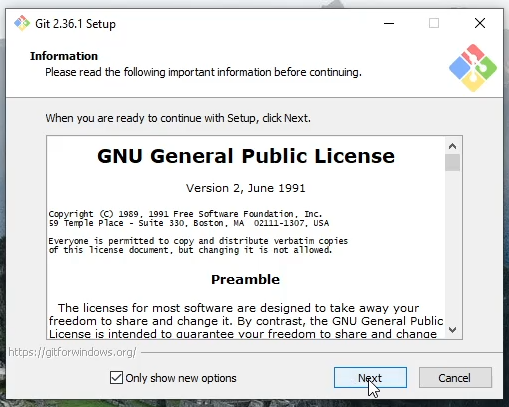 Git 2.36.1 Setup
Information
Please read the following important information before continuing.
When you are ready to continue with Setup, click Next.
GNU General Public License
Version 2, June 1991
Copyright (C) 1989, 1991 Free Software Foundation, Inc.
59 Temple Place - Suite 330, Boston, MA  02111-1307, USA
Everyone is permitted to copy and distribute verbatim copies
of this license document, but changing it is not allowed.
Preamble
The licenses for most software are designed to take away your
freedom to share and change it. By contrast, the GNU General Public
License is intended to guarantee your freedom to share and change
https://gitforwindows.org/
Only show new options
Next
Cancel